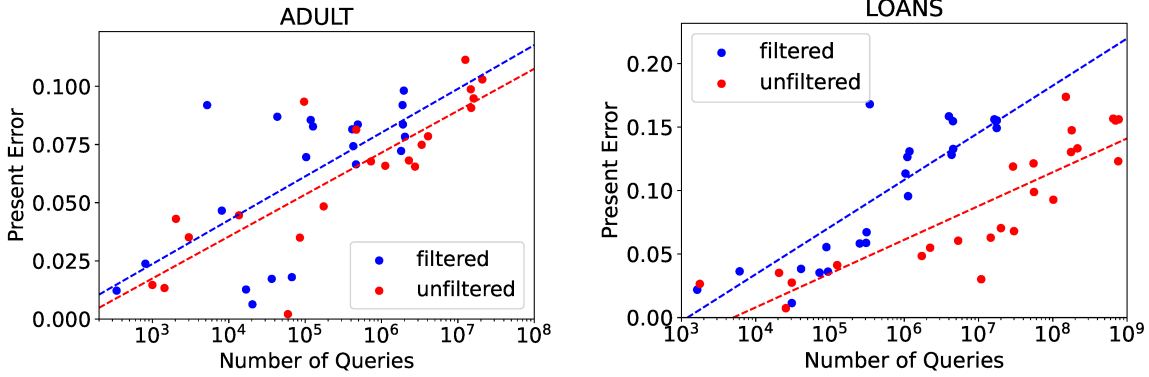 ADULT
Present Error
0.100
0.075
0.050
0.025
0.000
filtered
unfiltered
10³ 10⁴ 10⁵ 10⁶ 10⁷ 10⁸
Number of Queries
LOANS
Present Error
0.20
0.15
0.10
0.05
0.00
filtered
unfiltered
10³ 10⁴ 10⁵ 10⁶ 10⁷ 10⁸ 10⁹
Number of Queries